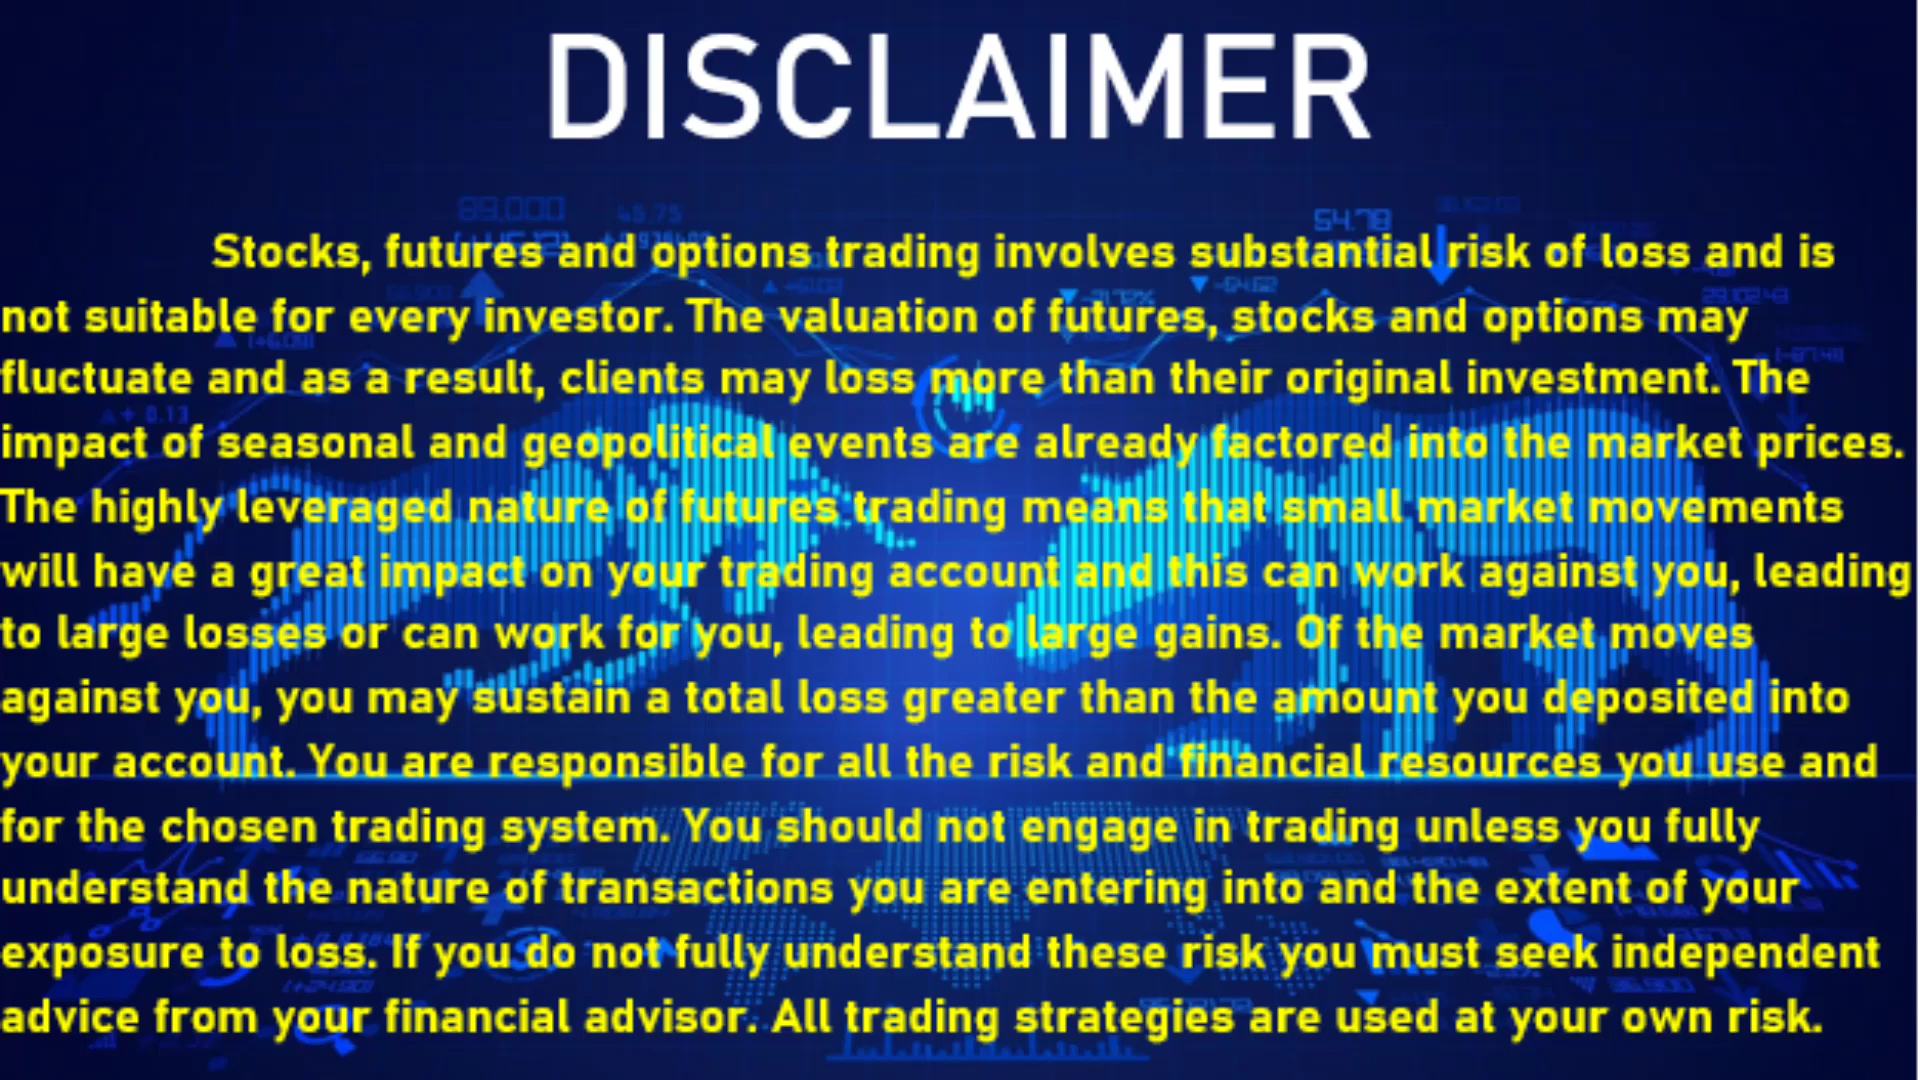 DISCLAIMER
89,000
45.75
54.78
Stocks, futures and options trading involves substantial risk of loss and is
not suitable for every investor. The valuation of futures, stocks and options may
fluctuate and as a result, clients may loss more than their original investment. The
impact of seasonal and geopolitical events are already factored into the market prices.
The highly leveraged nature of futures trading means that small market movements
will have a great impact on your trading account and this can work against you, leading
to large losses or can work for you, leading to large gains. Of the market moves
against you, you may sustain a total loss greater than the amount you deposited into
your account. You are responsible for all the risk and financial resources you use and
for the chosen trading system. You should not engage in trading unless you fully
understand the nature of transactions you are entering into and the extent of your
exposure to loss. If you do not fully understand these risk you must seek independent
advice from your financial advisor. All trading strategies are used at your own risk.